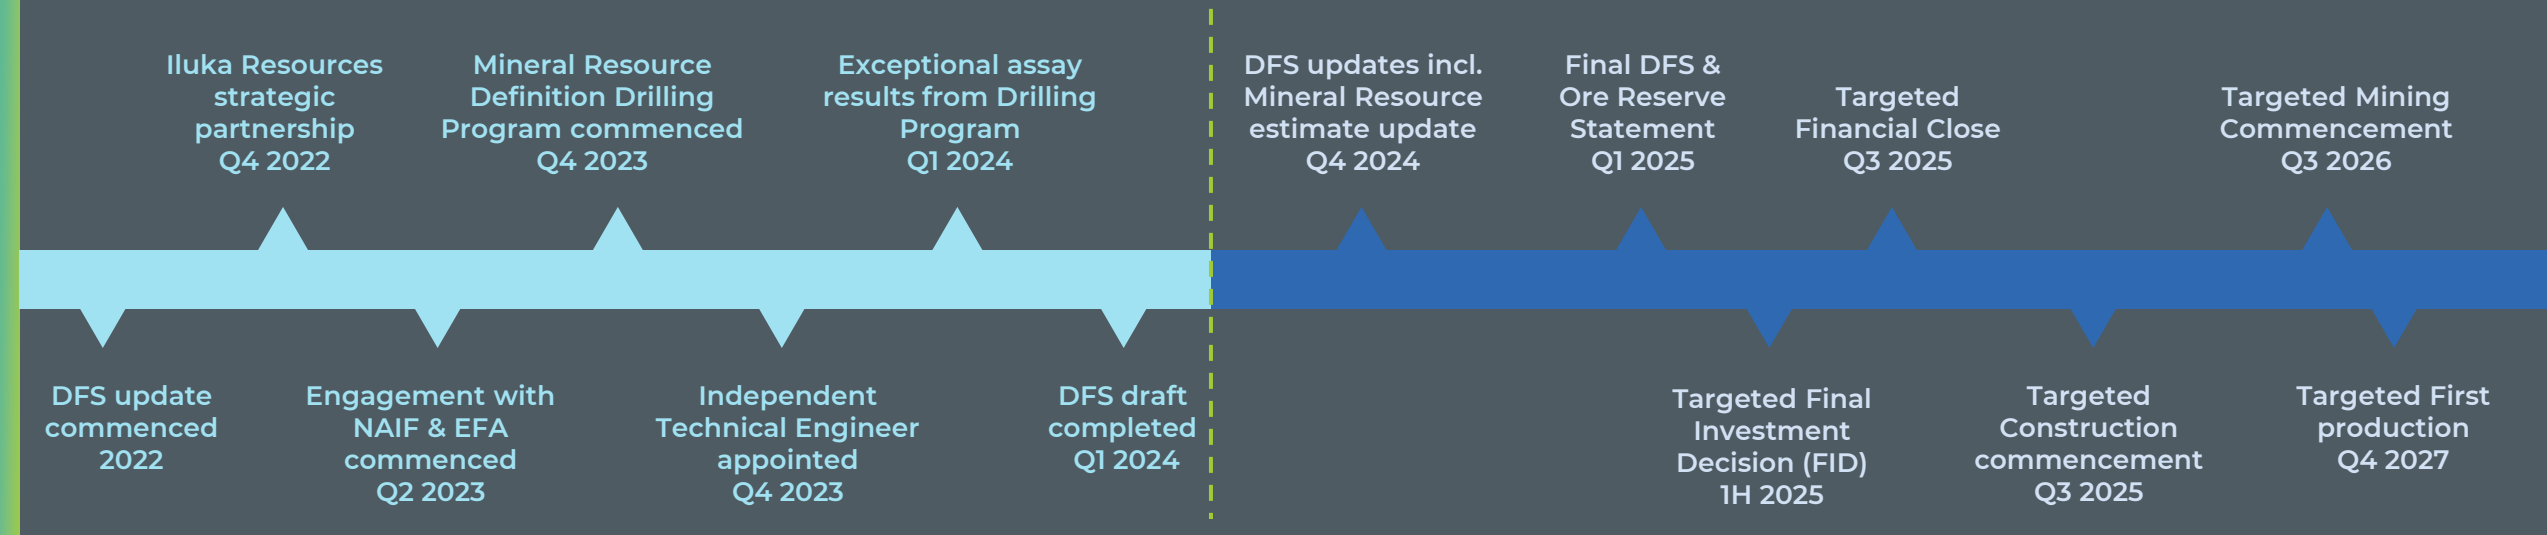 Iluka Resources
strategic
partnership
Q4 2022
Mineral Resource
Definition Drilling
Program commenced
Q4 2023
Exceptional assay
results from Drilling
Program
Q1 2024
DFS updates incl.
Mineral Resource
estimate update
Q4 2024
Final DFS &
Ore Reserve
Statement
Q1 2025
Targeted
Financial Close
Q3 2025
Targeted Mining
Commencement
Q3 2026
DFS update
commenced
2022
Engagement with
NAIF & EFA
commenced
Q2 2023
Independent
Technical Engineer
appointed
Q4 2023
DFS draft
completed
Q1 2024
Targeted Final
Investment
Decision (FID)
1H 2025
Targeted
Construction
commencement
Q3 2025
Targeted First
production
Q4 2027